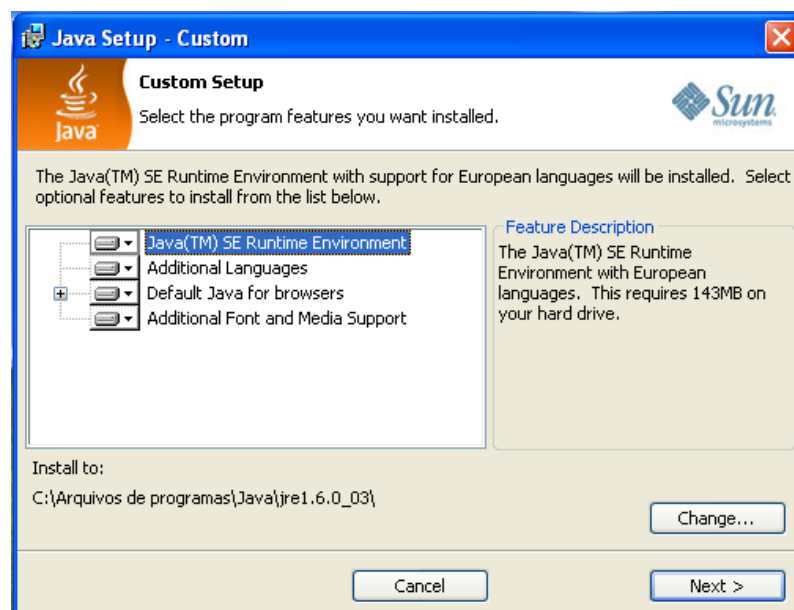 Java Setup - Custom
Java
Custom Setup
Select the program features you want installed.
Sun
microsystems
The Java(TM) SE Runtime Environment with support for European languages will be installed. Select
optional features to install from the list below.
Java(TM) SE Runtime Environment
Additional Languages
Default Java for browsers
Additional Font and Media Support
Feature Description
The Java(TM) SE Runtime
Environment with European
languages. This requires 143MB on
your hard drive.
Install to:
C:\Arquivos de programas\Java\jre1.6.0_03\
Change...
Cancel
Next >